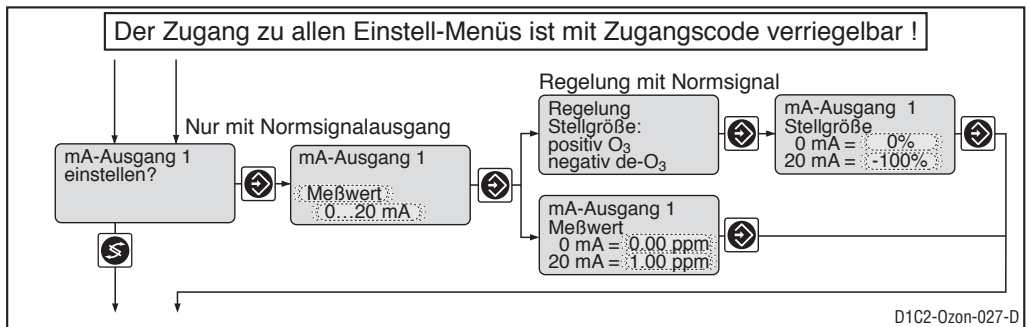 Der Zugang zu allen Einstell-Menüs ist mit Zugangscode verriegelbar !
Nur mit Normsignalausgang
Regelung mit Normsignal
mA-Ausgang 1
einstellen?
mA-Ausgang 1
Meßwert
0...20 mA
Regelung
Stellgröße:
positiv O₃
negativ de-O₃
mA-Ausgang 1
Stellgröße
0 mA = 0%
20 mA = -100%
mA-Ausgang 1
Meßwert
0 mA = 0.00 ppm
20 mA = 1.00 ppm
D1C2-Ozon-027-D